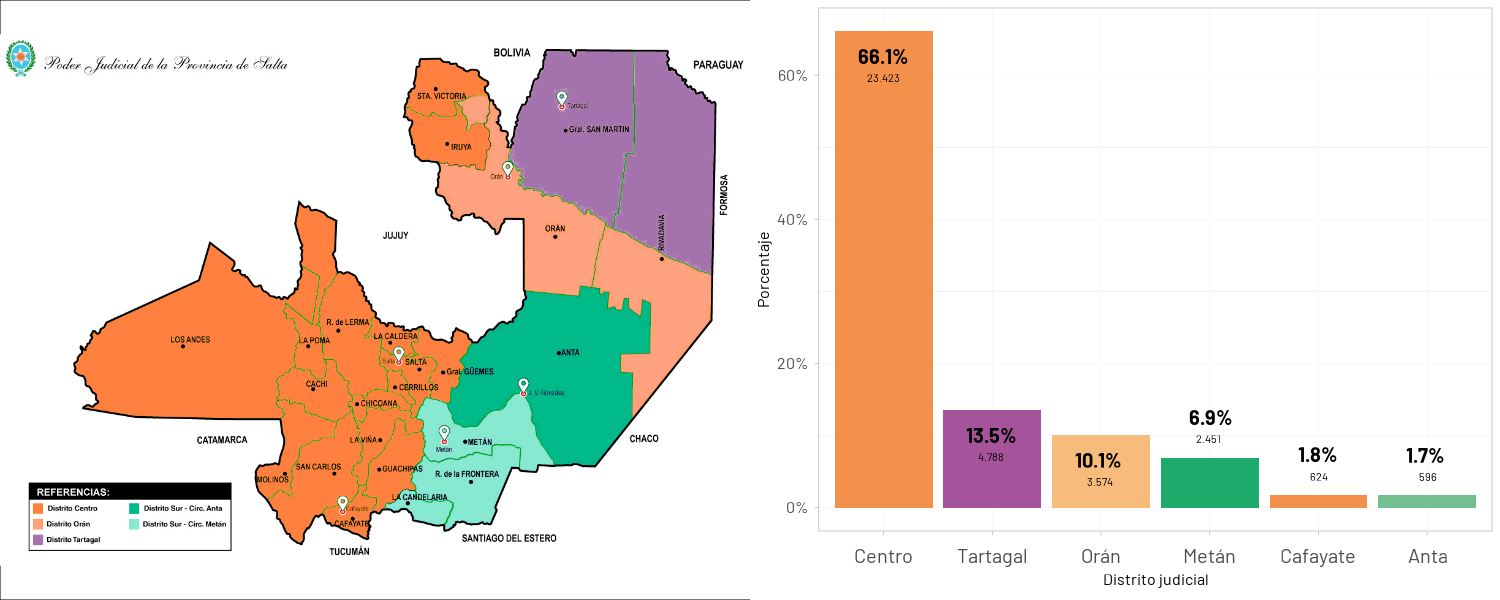 Poder Judicial de la Provincia de Salta
BOLIVIA
PARAGUAY
STA. VICTORIA
Tartagal
Gral. SAN MARTIN
IRUYA
Orán
FORMOSA
RIVADAVIA
ORÁN
JUJUY
R. de LERMA
LOS ANDES
LA POMA
LA CALDERA
Salta
SALTA
ANTA
Gral. GÜEMES
CACHI
CERRILLOS
J. V. González
CHICOANA
CATAMARCA
LA VIÑA
METÁN
Metán
CHACO
SAN CARLOS
GUACHIPAS
R. de la FRONTERA
MOLINOS
LA CANDELARIA
Cafayate
CAFAYATE
TUCUMÁN
SANTIAGO DEL ESTERO
REFERENCIAS:
Distrito Centro
Distrito Sur - Circ. Anta
Distrito Orán
Distrito Sur - Circ. Metán
Distrito Tartagal
Porcentaje
60%
40%
20%
0%
66.1%
23.423
13.5%
4.788
10.1%
3.574
6.9%
2.451
1.8%
624
1.7%
596
Centro
Tartagal
Orán
Metán
Cafayate
Anta
Distrito judicial